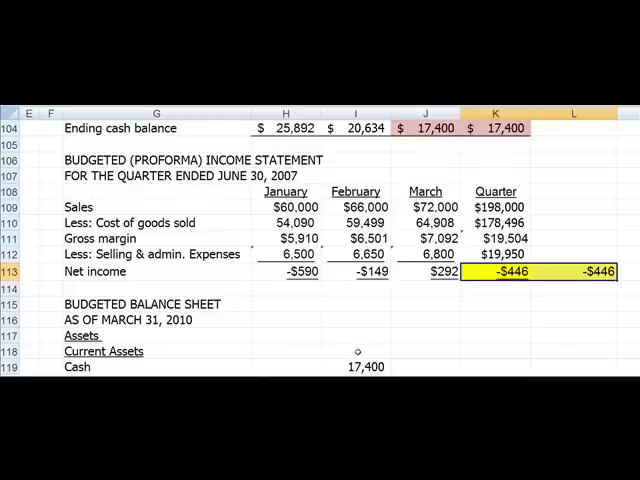 E F G H I J K L
104 Ending cash balance $ 25,892 $ 20,634 $ 17,400 $ 17,400
105
106 BUDGETED (PROFORMA) INCOME STATEMENT
107 FOR THE QUARTER ENDED JUNE 30, 2007
108 January February March Quarter
109 Sales $60,000 $66,000 $72,000 $198,000
110 Less: Cost of goods sold 54,090 59,499 64,908 $178,496
111 Gross margin $5,910 $6,501 $7,092 $19,504
112 Less: Selling & admin. Expenses 6,500 6,650 6,800 $19,950
113 Net income -$590 -$149 $292 -$446 -$446
114
115 BUDGETED BALANCE SHEET
116 AS OF MARCH 31, 2010
117 Assets
118 Current Assets
119 Cash 17,400